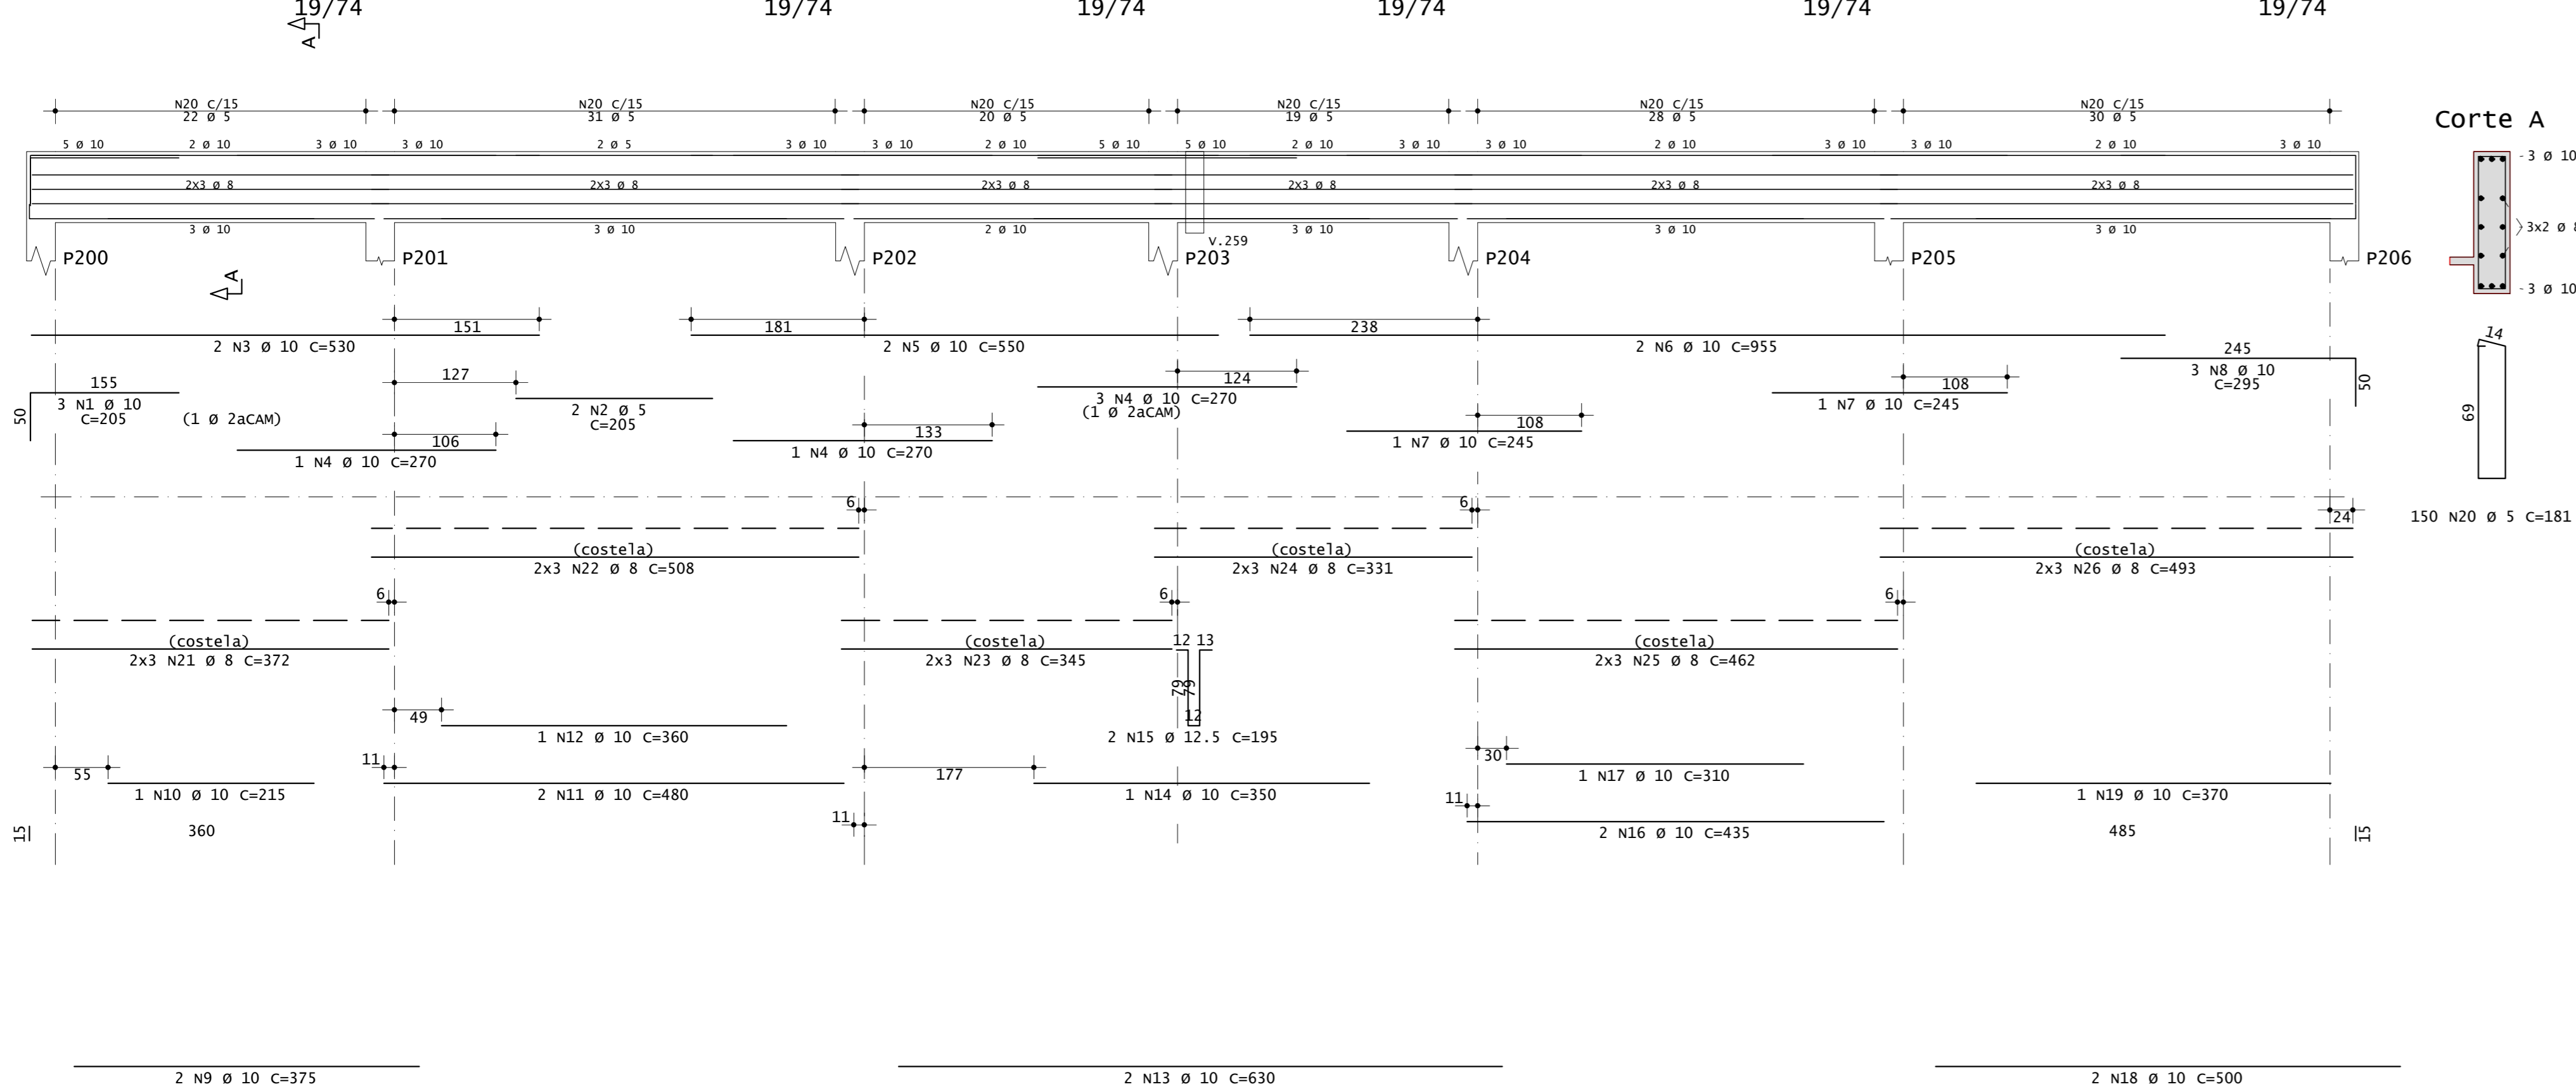 19/74 19/74 19/74 19/74 19/74 19/74
A
N20 C/15 N20 C/15 N20 C/15 N20 C/15 N20 C/15 N20 C/15
22 Ø 5 31 Ø 5 20 Ø 5 19 Ø 5 28 Ø 5 30 Ø 5
Corte A
5 Ø 10 2 Ø 10 3 Ø 10 3 Ø 10 2 Ø 5 3 Ø 10 3 Ø 10 2 Ø 10 5 Ø 10 5 Ø 10 2 Ø 10 3 Ø 10 3 Ø 10 2 Ø 10 3 Ø 10 3 Ø 10 2 Ø 10 3 Ø 10
3 Ø 10
2x3 Ø 8 2x3 Ø 8 2x3 Ø 8 2x3 Ø 8 2x3 Ø 8 2x3 Ø 8
3x2 Ø 8
3 Ø 10 3 Ø 10 2 Ø 10 3 Ø 10 3 Ø 10 3 Ø 10
V.259
P200 P201 P202 P203 P204 P205 P206
A
3 Ø 10
151 181 238
2 N3 Ø 10 C=530 2 N5 Ø 10 C=550 2 N6 Ø 10 C=955
14
245
3 N8 Ø 10
C=295
50
155 127 124 108
3 N1 Ø 10
C=205
50
(1 Ø 2aCAM)
2 N2 Ø 5
C=205
3 N4 Ø 10 C=270
(1 Ø 2aCAM)
1 N7 Ø 10 C=245
69
106 133 108
1 N4 Ø 10 C=270 1 N4 Ø 10 C=270 1 N7 Ø 10 C=245
6 6 24
150 N20 Ø 5 C=181
(costela) (costela) (costela)
2x3 N22 Ø 8 C=508 2x3 N24 Ø 8 C=331 2x3 N26 Ø 8 C=493
6 6 6
(costela) (costela) 12 13 (costela)
2x3 N21 Ø 8 C=372 2x3 N23 Ø 8 C=345 2x3 N25 Ø 8 C=462
79 79
49 12
1 N12 Ø 10 C=360 2 N15 Ø 12.5 C=195
30
55 11 177
1 N17 Ø 10 C=310
1 N10 Ø 10 C=215 2 N11 Ø 10 C=480 1 N14 Ø 10 C=350 1 N19 Ø 10 C=370
11 11
15 360 2 N16 Ø 10 C=435 485 15
2 N9 Ø 10 C=375 2 N13 Ø 10 C=630 2 N18 Ø 10 C=500